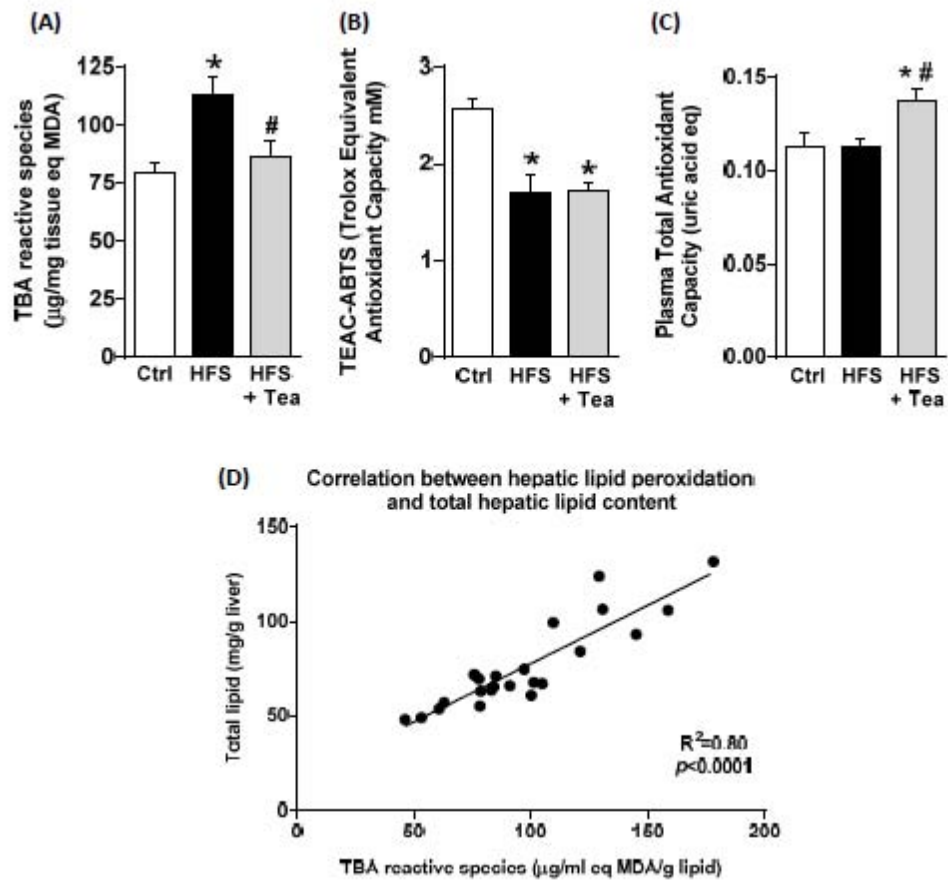 (A)
TBA reactive species
(µg/mg tissue eq MDA)
125
100
75
50
25
0
*
#
Ctrl
HFS
HFS
+ Tea
(B)
TEAC-ABTS (Trolox Equivalent
Antioxidant Capacity mM)
3
2
1
0
*
*
Ctrl
HFS
HFS
+ Tea
(C)
Plasma Total Antioxidant
Capacity (uric acid eq)
0.15
0.10
0.05
0.00
* #
Ctrl
HFS
HFS
+ Tea
(D)
Correlation between hepatic lipid peroxidation
and total hepatic lipid content
Total lipid (mg/g liver)
150
100
50
0
R²=0.80
p<0.0001
0
50
100
150
200
TBA reactive species (µg/ml eq MDA/g lipid)